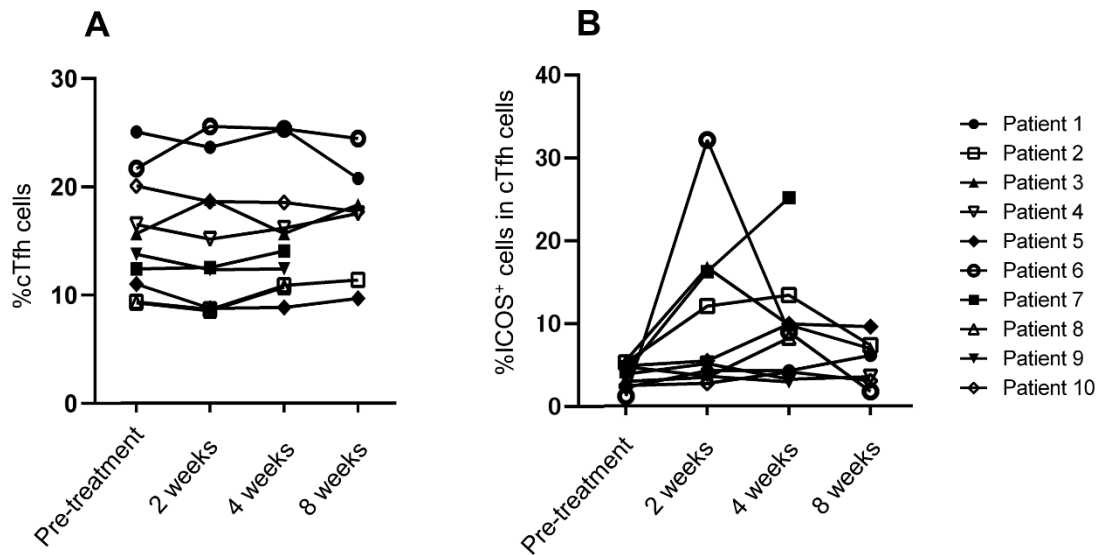 A
%cTfh cells
30
20
10
0
Pre-treatment
2 weeks
4 weeks
8 weeks
B
%ICOS⁺ cells in cTfh cells
40
30
20
10
0
Pre-treatment
2 weeks
4 weeks
8 weeks
Patient 1
Patient 2
Patient 3
Patient 4
Patient 5
Patient 6
Patient 7
Patient 8
Patient 9
Patient 10